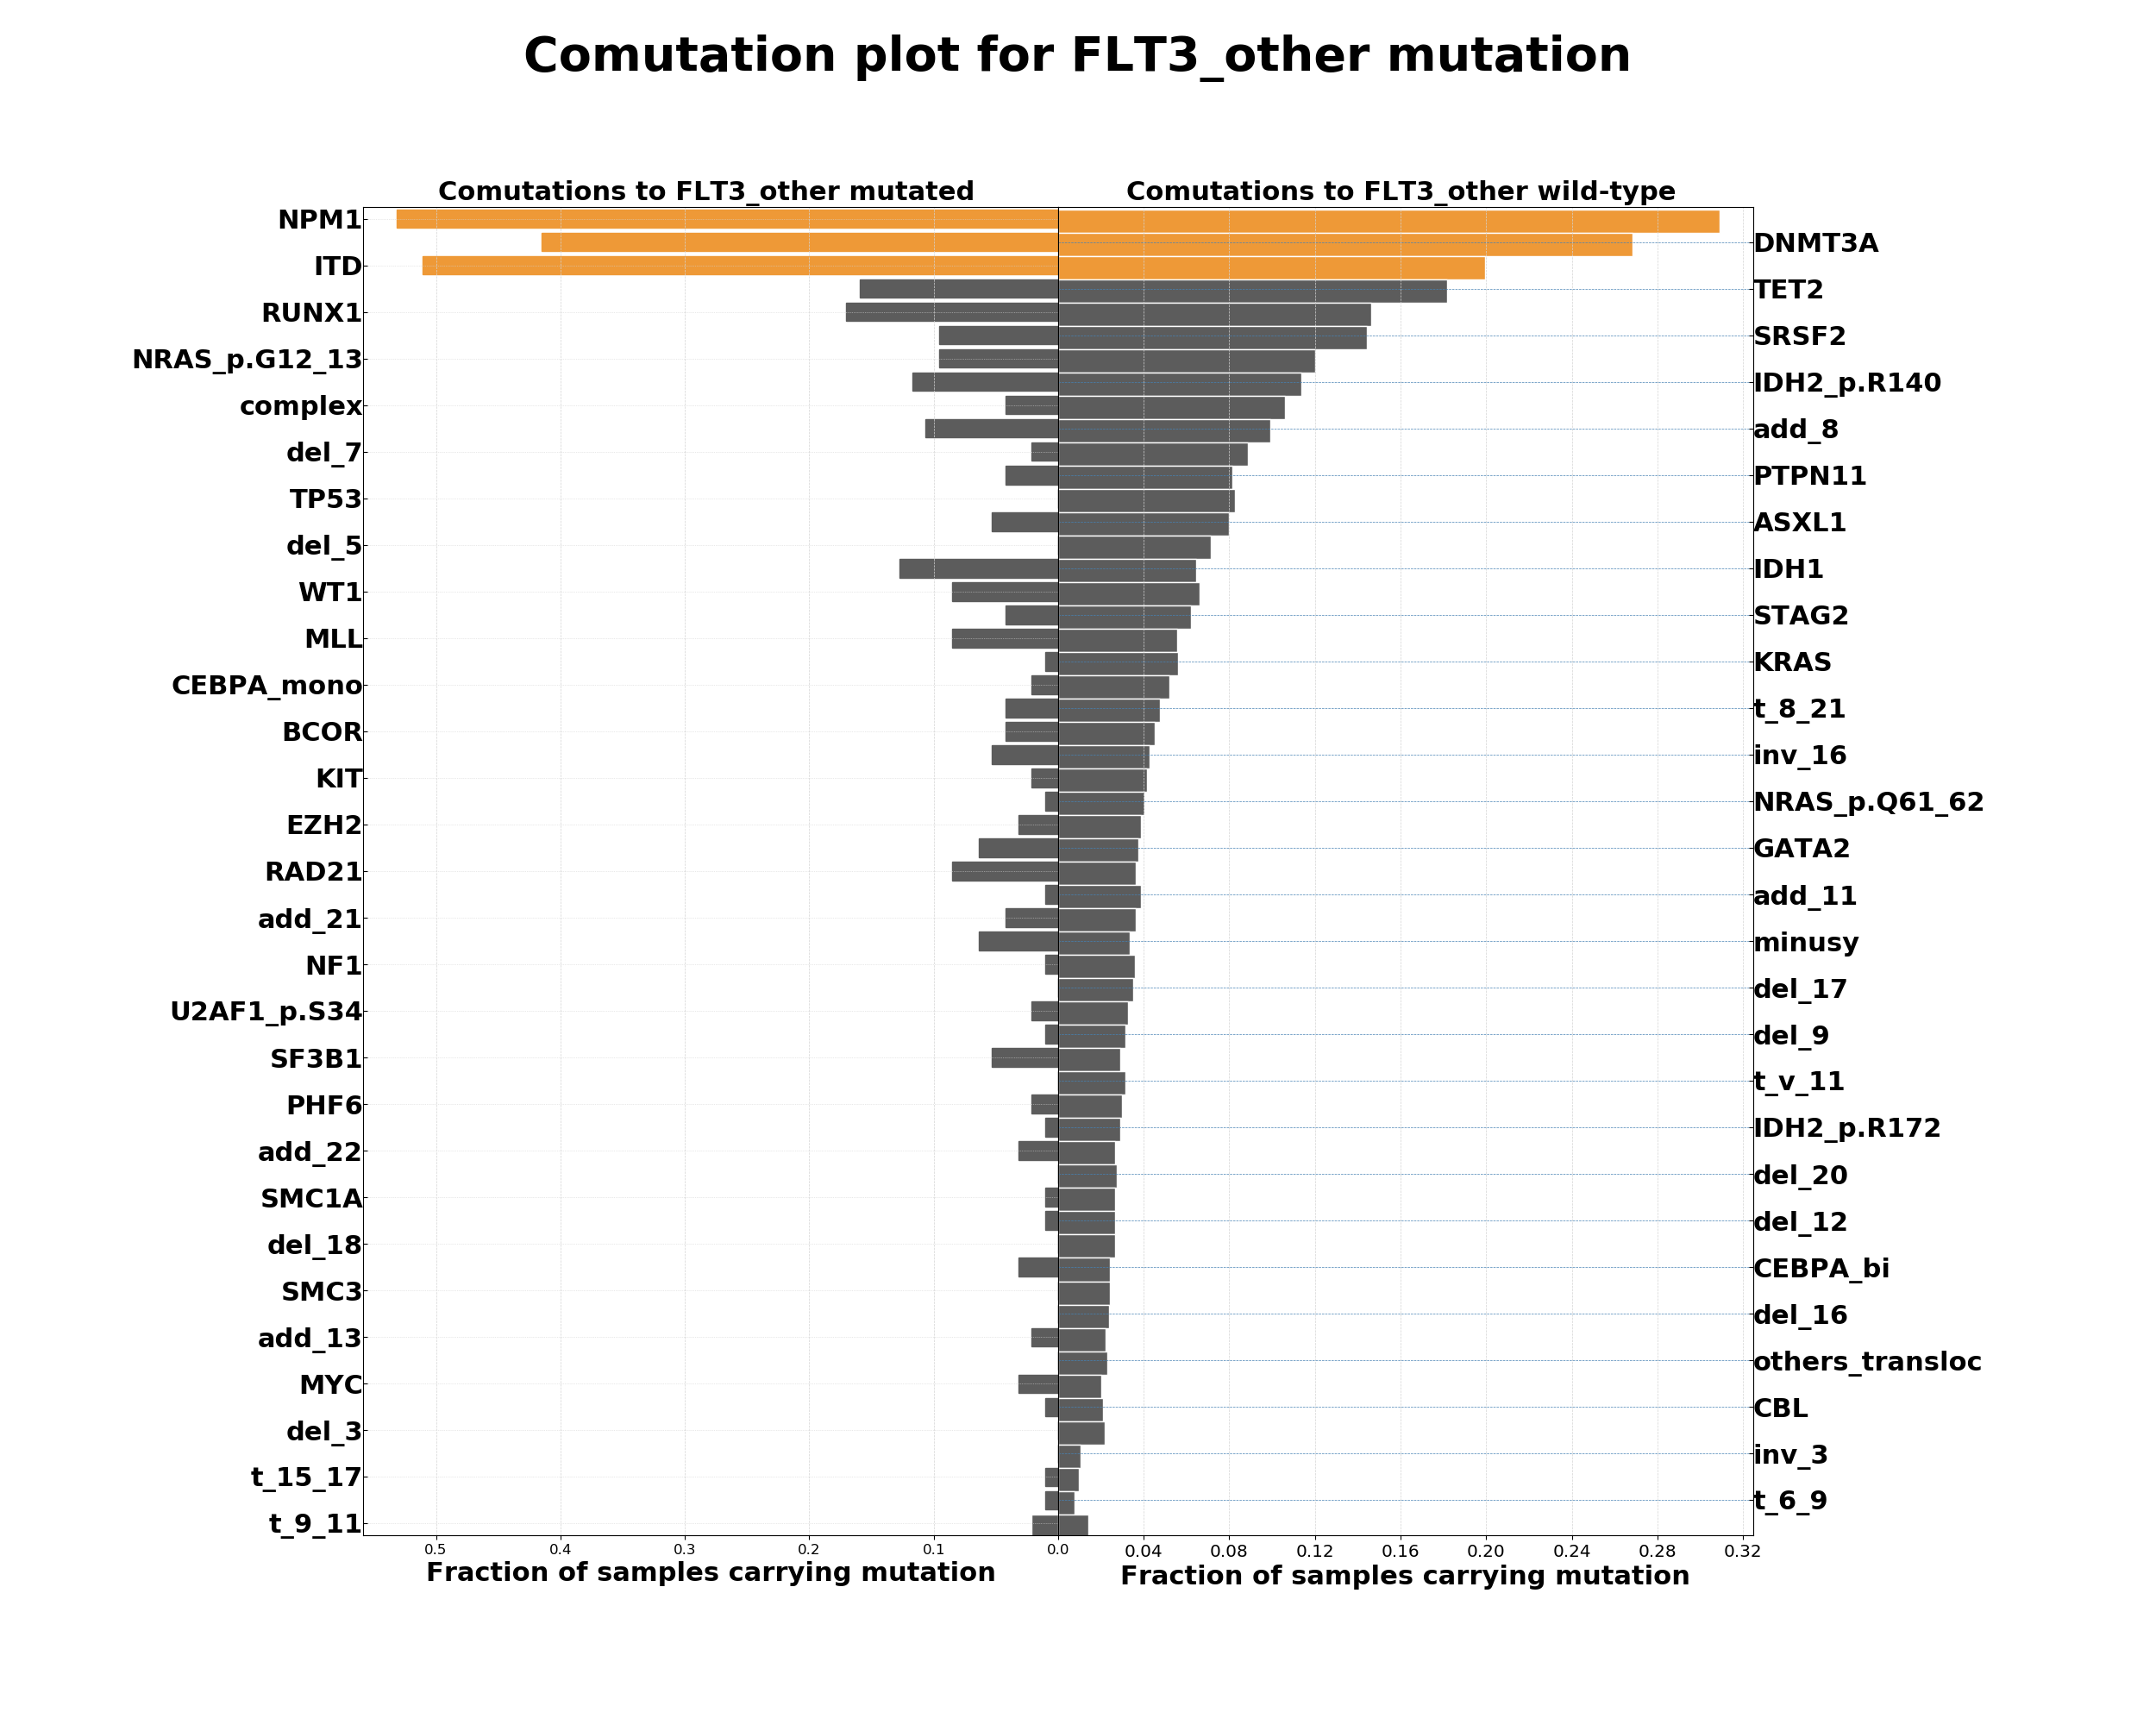 Comutation plot for FLT3_other mutation
Comutations to FLT3_other mutated
Comutations to FLT3_other wild-type
NPM1
DNMT3A
ITD
TET2
RUNX1
SRSF2
NRAS_p.G12_13
IDH2_p.R140
complex
add_8
del_7
PTPN11
TP53
ASXL1
del_5
IDH1
WT1
STAG2
MLL
KRAS
CEBPA_mono
t_8_21
BCOR
inv_16
KIT
NRAS_p.Q61_62
EZH2
GATA2
RAD21
add_11
add_21
minusy
NF1
del_17
U2AF1_p.S34
del_9
SF3B1
t_v_11
PHF6
IDH2_p.R172
add_22
del_20
SMC1A
del_12
del_18
CEBPA_bi
SMC3
del_16
add_13
others_transloc
MYC
CBL
del_3
inv_3
t_15_17
t_6_9
t_9_11
0.5 0.4 0.3 0.2 0.1 0.0 0.04 0.08 0.12 0.16 0.20 0.24 0.28 0.32
Fraction of samples carrying mutation
Fraction of samples carrying mutation